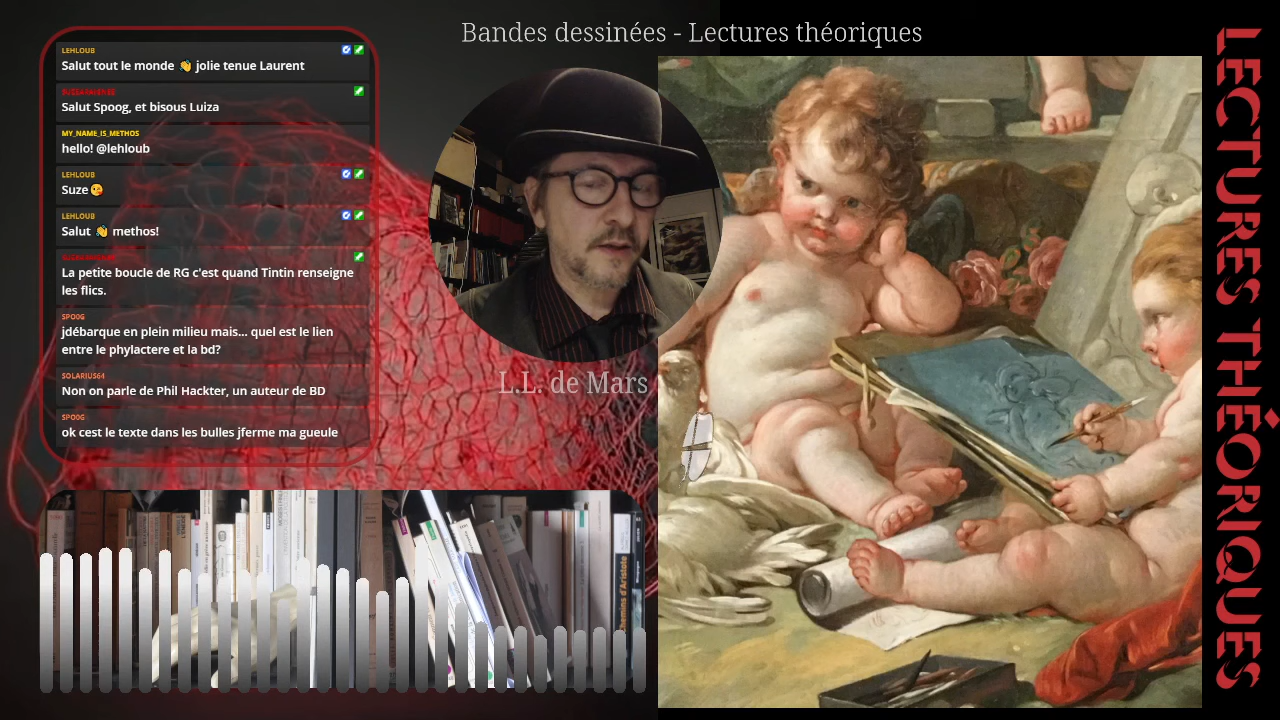 Bandes dessinées - Lectures théoriques
LEHLOUB
Salut tout le monde 👋 jolie tenue Laurent
Salut Spoog, et bisous Luiza
MY_NAME_IS_METHOS
hello! @lehloub
LEHLOUB
Suze 😘
LEHLOUB
Salut 👋 methos!
La petite boucle de RG c'est quand Tintin renseigne
les flics.
SPOOG
jdébarque en plein milieu mais... quel est le lien
entre le phylactere et la bd?
SOLARIUS64
Non on parle de Phil Hackter, un auteur de BD
SPOOG
ok cest le texte dans les bulles jferme ma gueule
L.L. de Mars
Chemins d'Aristote
LECTURES THÉORIQUES